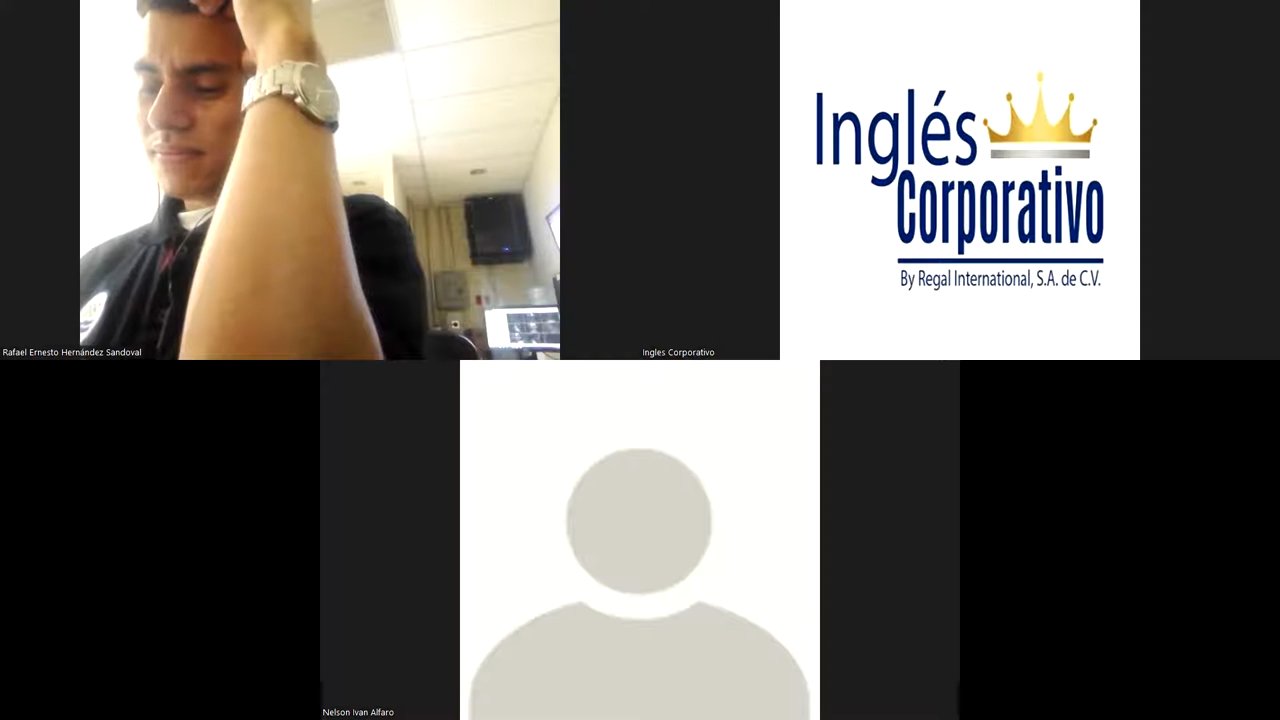 Inglés
Corporativo
By Regal International, S.A. de C.V.
Rafael Ernesto Hernández Sandoval
Ingles Corporativo
Nelson Ivan Alfaro